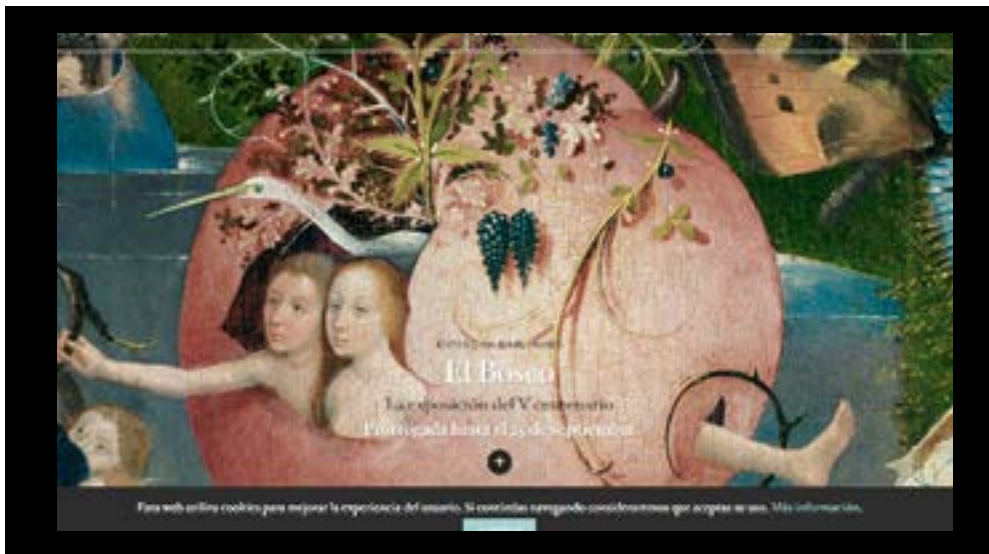 El Bosco
La exposición del V centenario
Prorrogada hasta el 25 de septiembre
Esta web utiliza cookies para mejorar la experiencia del usuario. Si continúas navegando consideraremos que aceptas su uso. Más información.